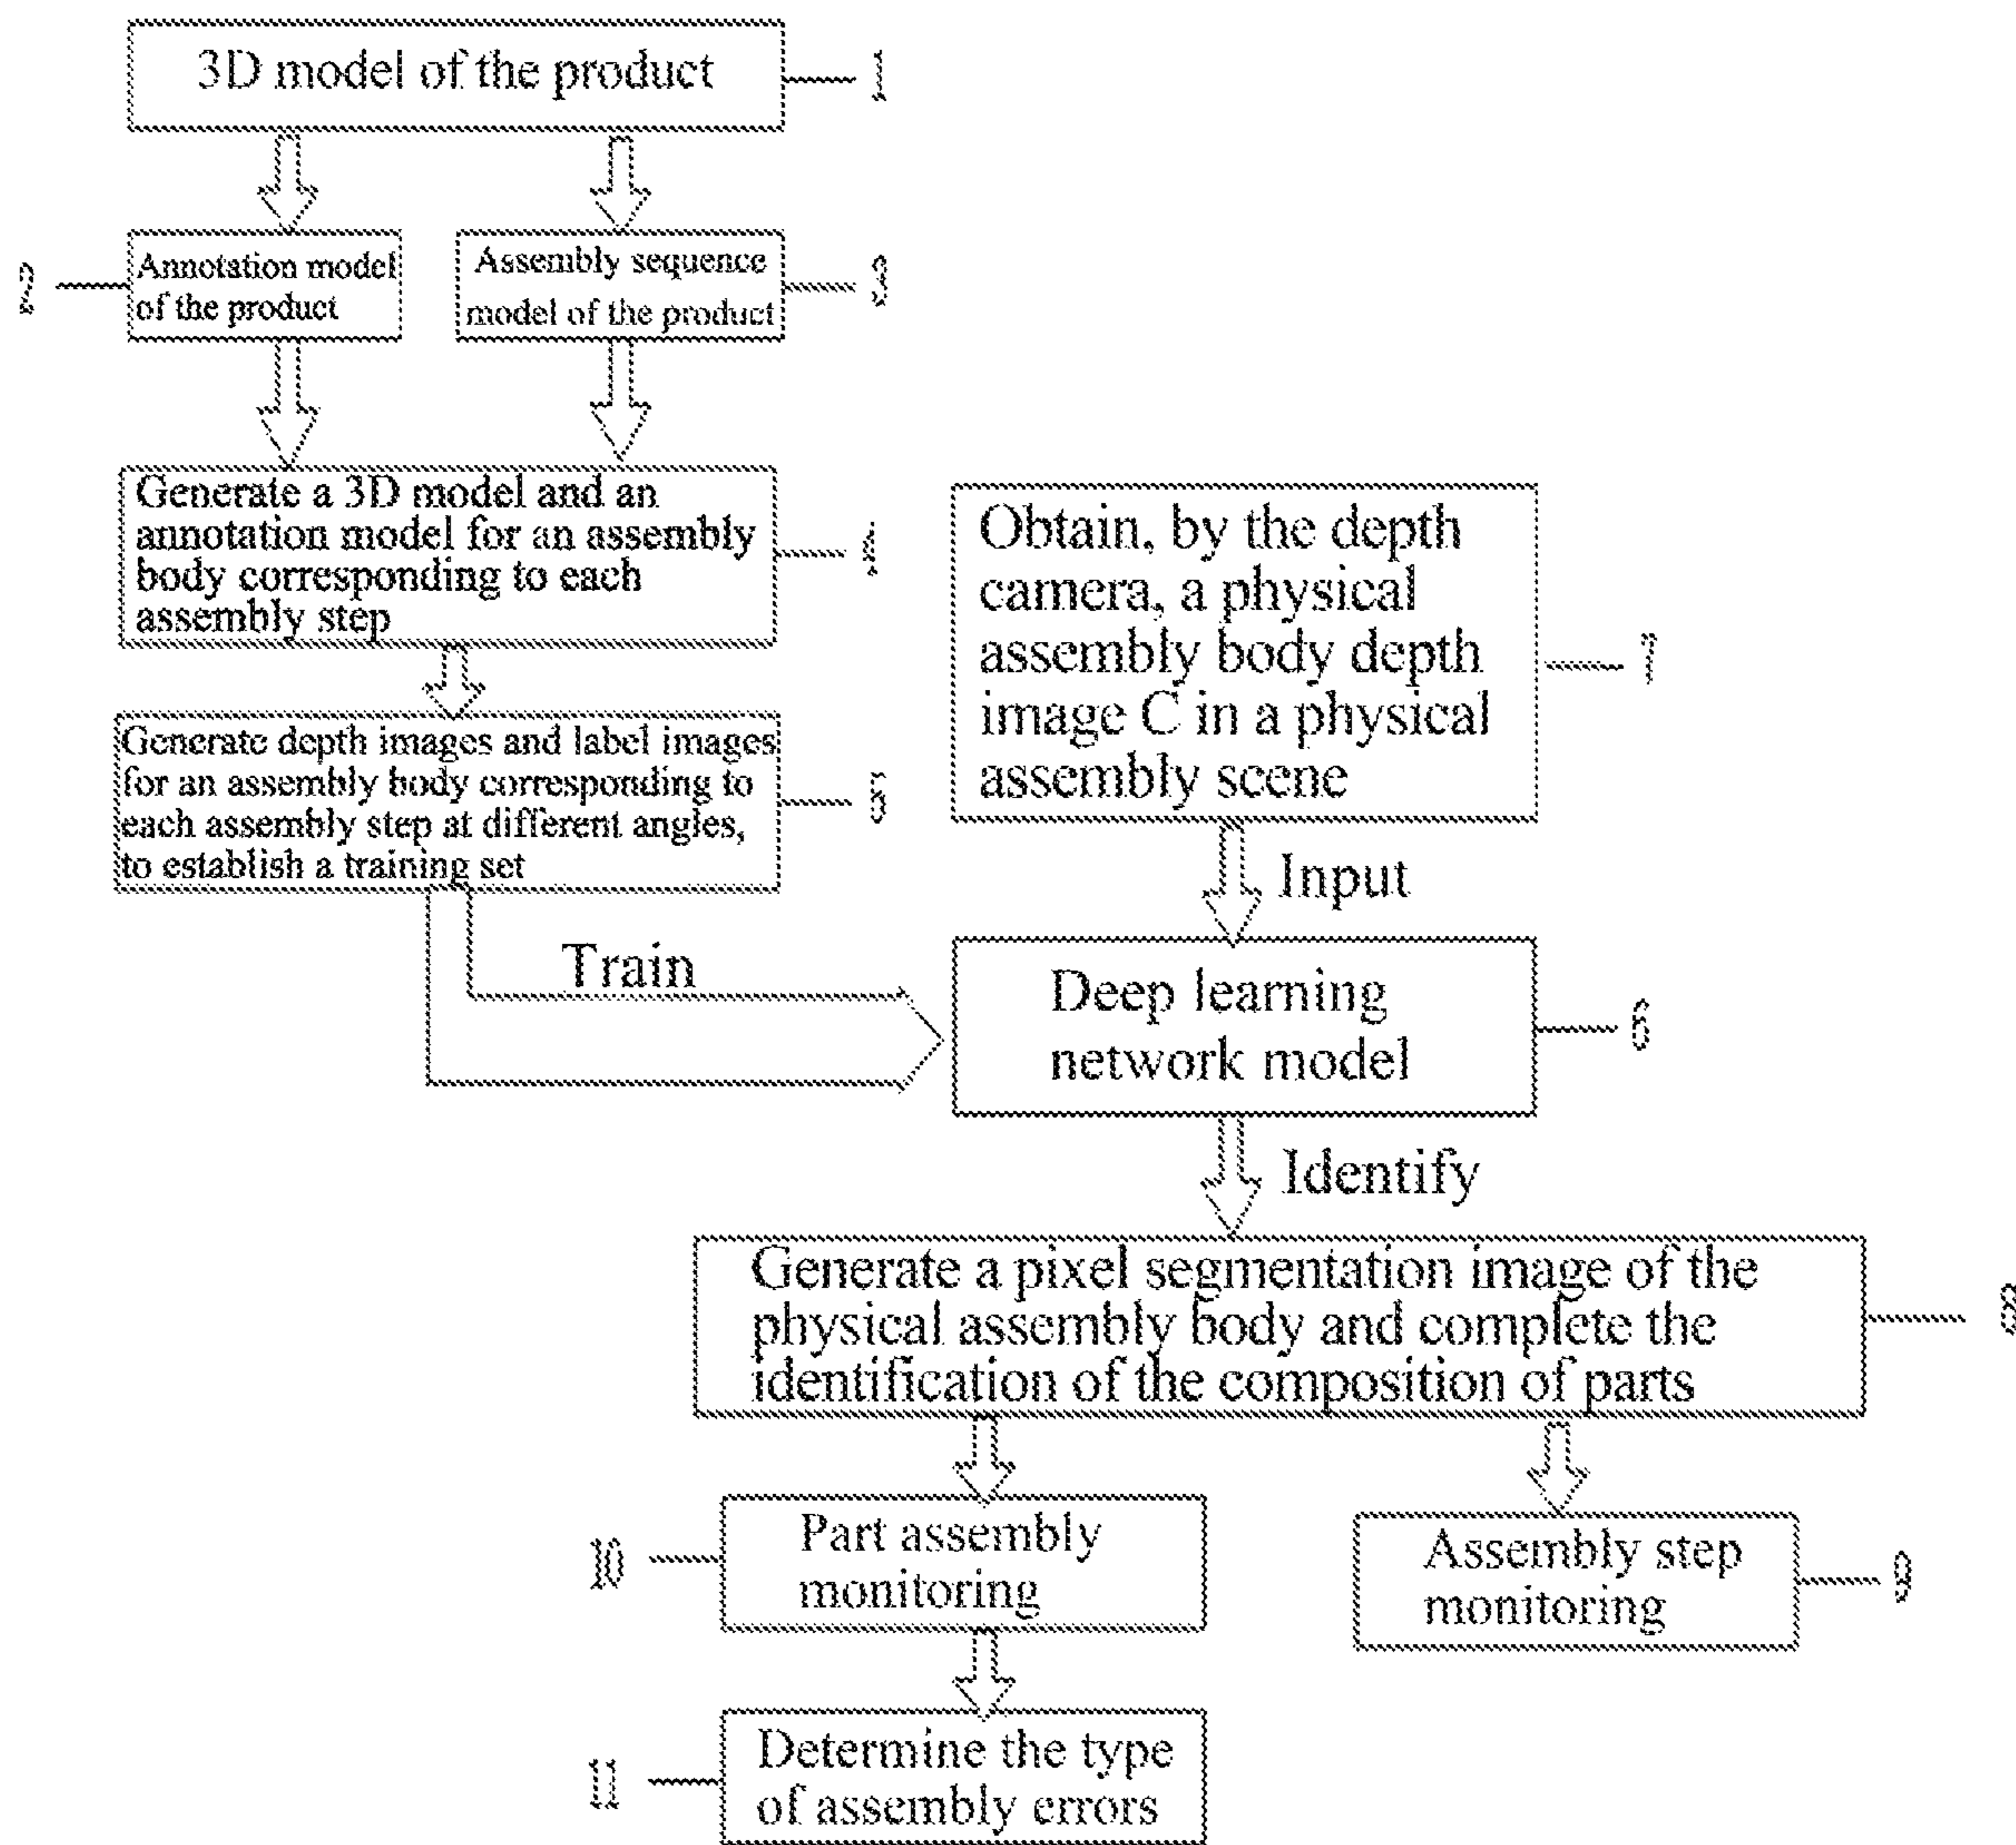 3D model of the product
1
2
Annotation model
of the product
Assembly sequence
model of the product
3
Generate a 3D model and an
annotation model for an assembly
body corresponding to each
assembly step
4
Generate depth images and label images
for an assembly body corresponding to
each assembly step at different angles,
to establish a training set
5
Obtain, by the depth
camera, a physical
assembly body depth
image C in a physical
assembly scene
7
Input
Train
Deep learning
network model
6
Identify
Generate a pixel segmentation image of the
physical assembly body and complete the
identification of the composition of parts
8
10
Part assembly
monitoring
Assembly step
monitoring
9
11
Determine the type
of assembly errors